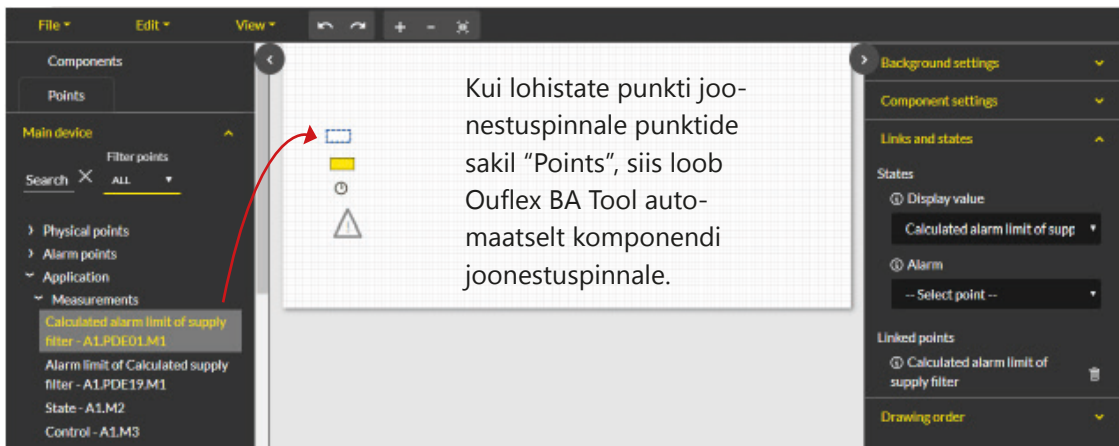 File
Edit
View
Components
Points
Main device
Filter points
Search
ALL
Physical points
Alarm points
Application
Measurements
Calculated alarm limit of supply
filter - A1.PDE01.M1
Alarm limit of Calculated supply
filter - A1.PDE19.M1
State - A1.M2
Control - A1.M3
Kui lohistate punkti joo-
nestuspinnale punktide
sakil “Points”, siis loob
Ouflex BA Tool auto-
maatselt komponendi
joonestuspinnale.
Background settings
Component settings
Links and states
States
Display value
Calculated alarm limit of supp
Alarm
-- Select point --
Linked points
Calculated alarm limit of
supply filter
Drawing order